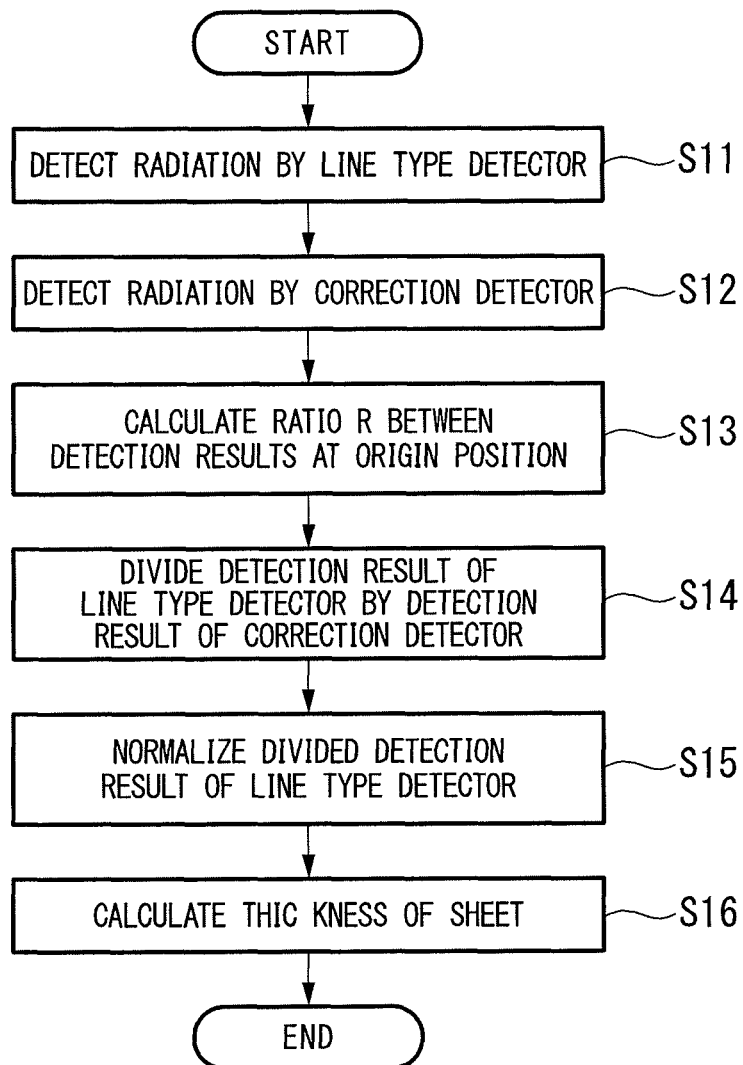 START
DETECT RADIATION BY LINE TYPE DETECTOR
S11
DETECT RADIATION BY CORRECTION DETECTOR
S12
CALCULATE RATIO R BETWEEN
DETECTION RESULTS AT ORIGIN POSITION
S13
DIVIDE DETECTION RESULT OF
LINE TYPE DETECTOR BY DETECTION
RESULT OF CORRECTION DETECTOR
S14
NORMALIZE DIVIDED DETECTION
RESULT OF LINE TYPE DETECTOR
S15
CALCULATE THIC KNESS OF SHEET
S16
END